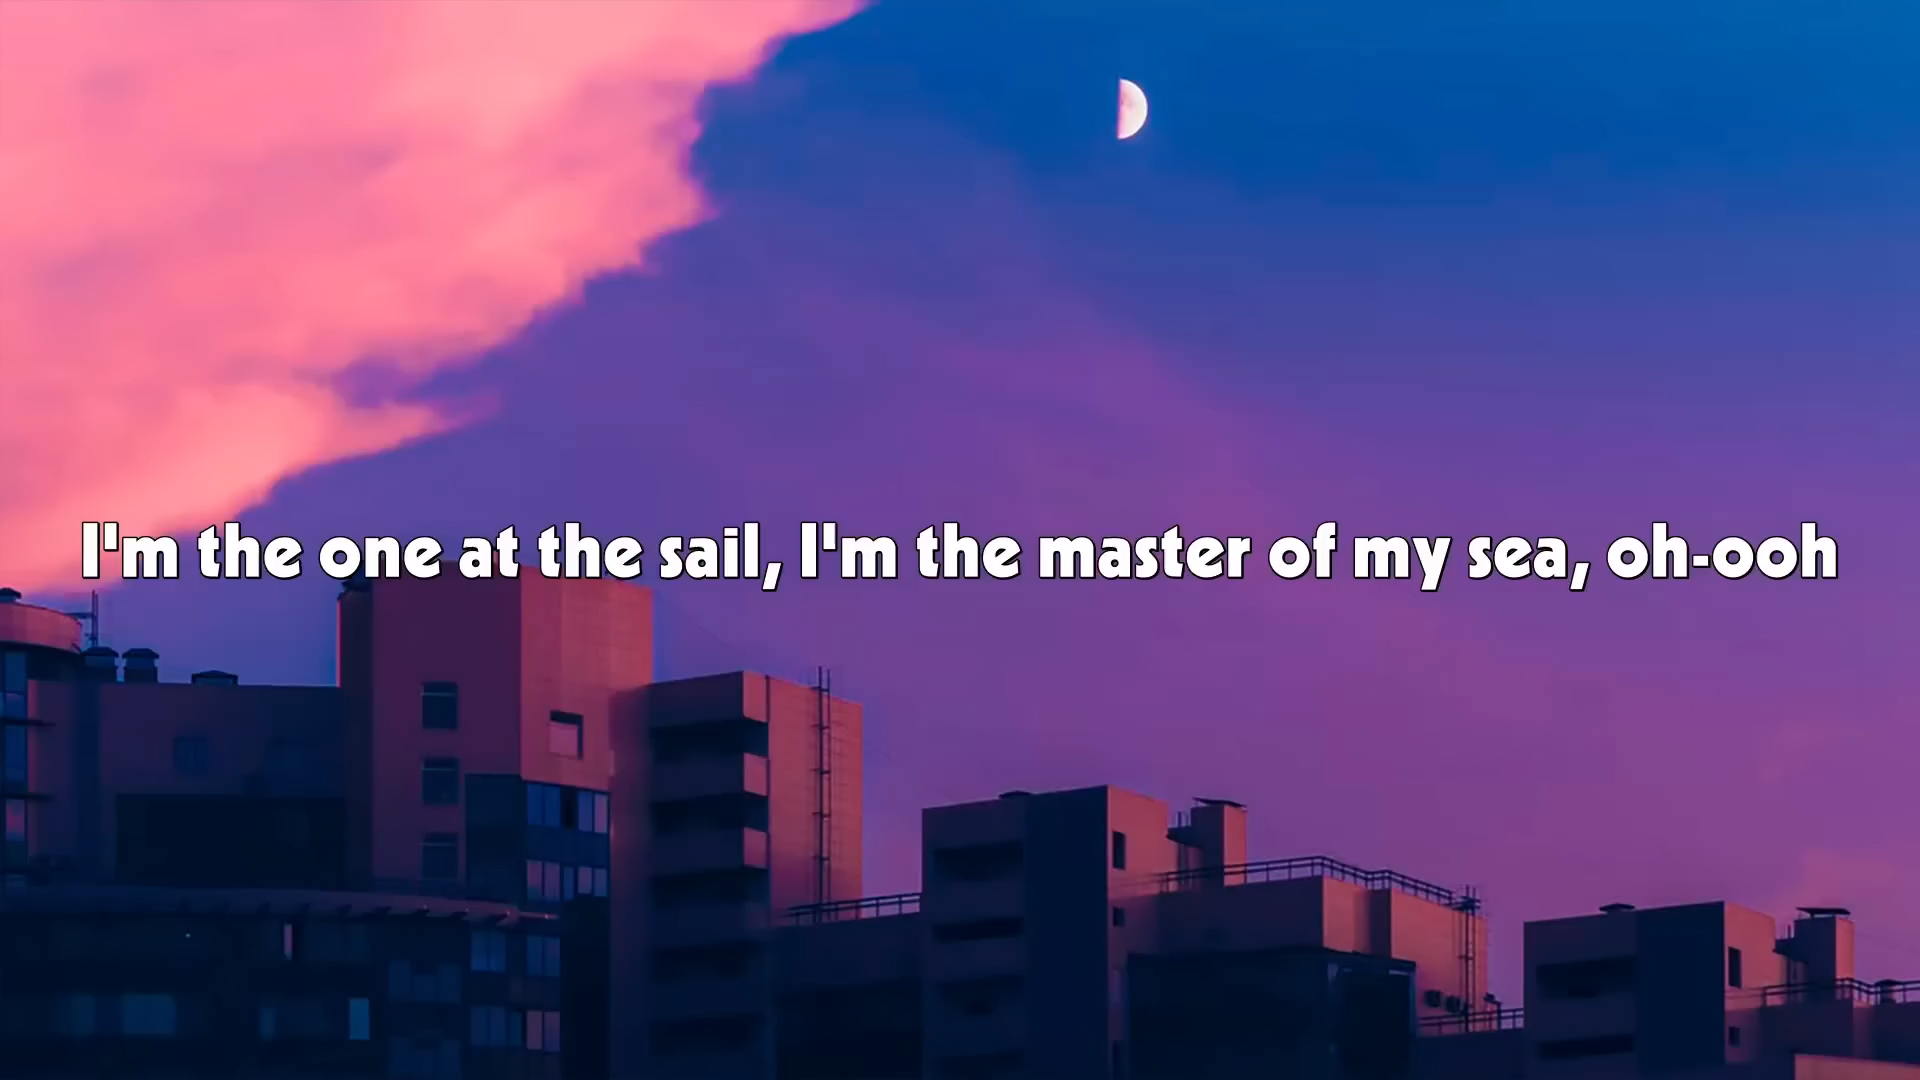 I'm the one at the sail, I'm the master of my sea, oh-ooh